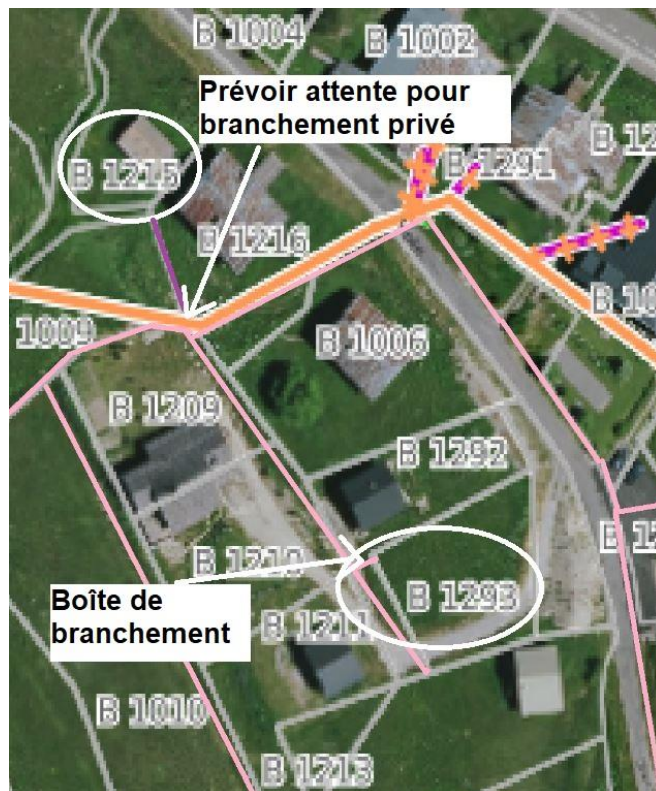 B 1004
B 1002
Prévoir attente pour
branchement privé
B 1215
B 1291
B 1216
1009
B 1006
B 1209
B 1292
B 1210
Boîte de
branchement
B 1293
B 1211
B 1010
B 1213